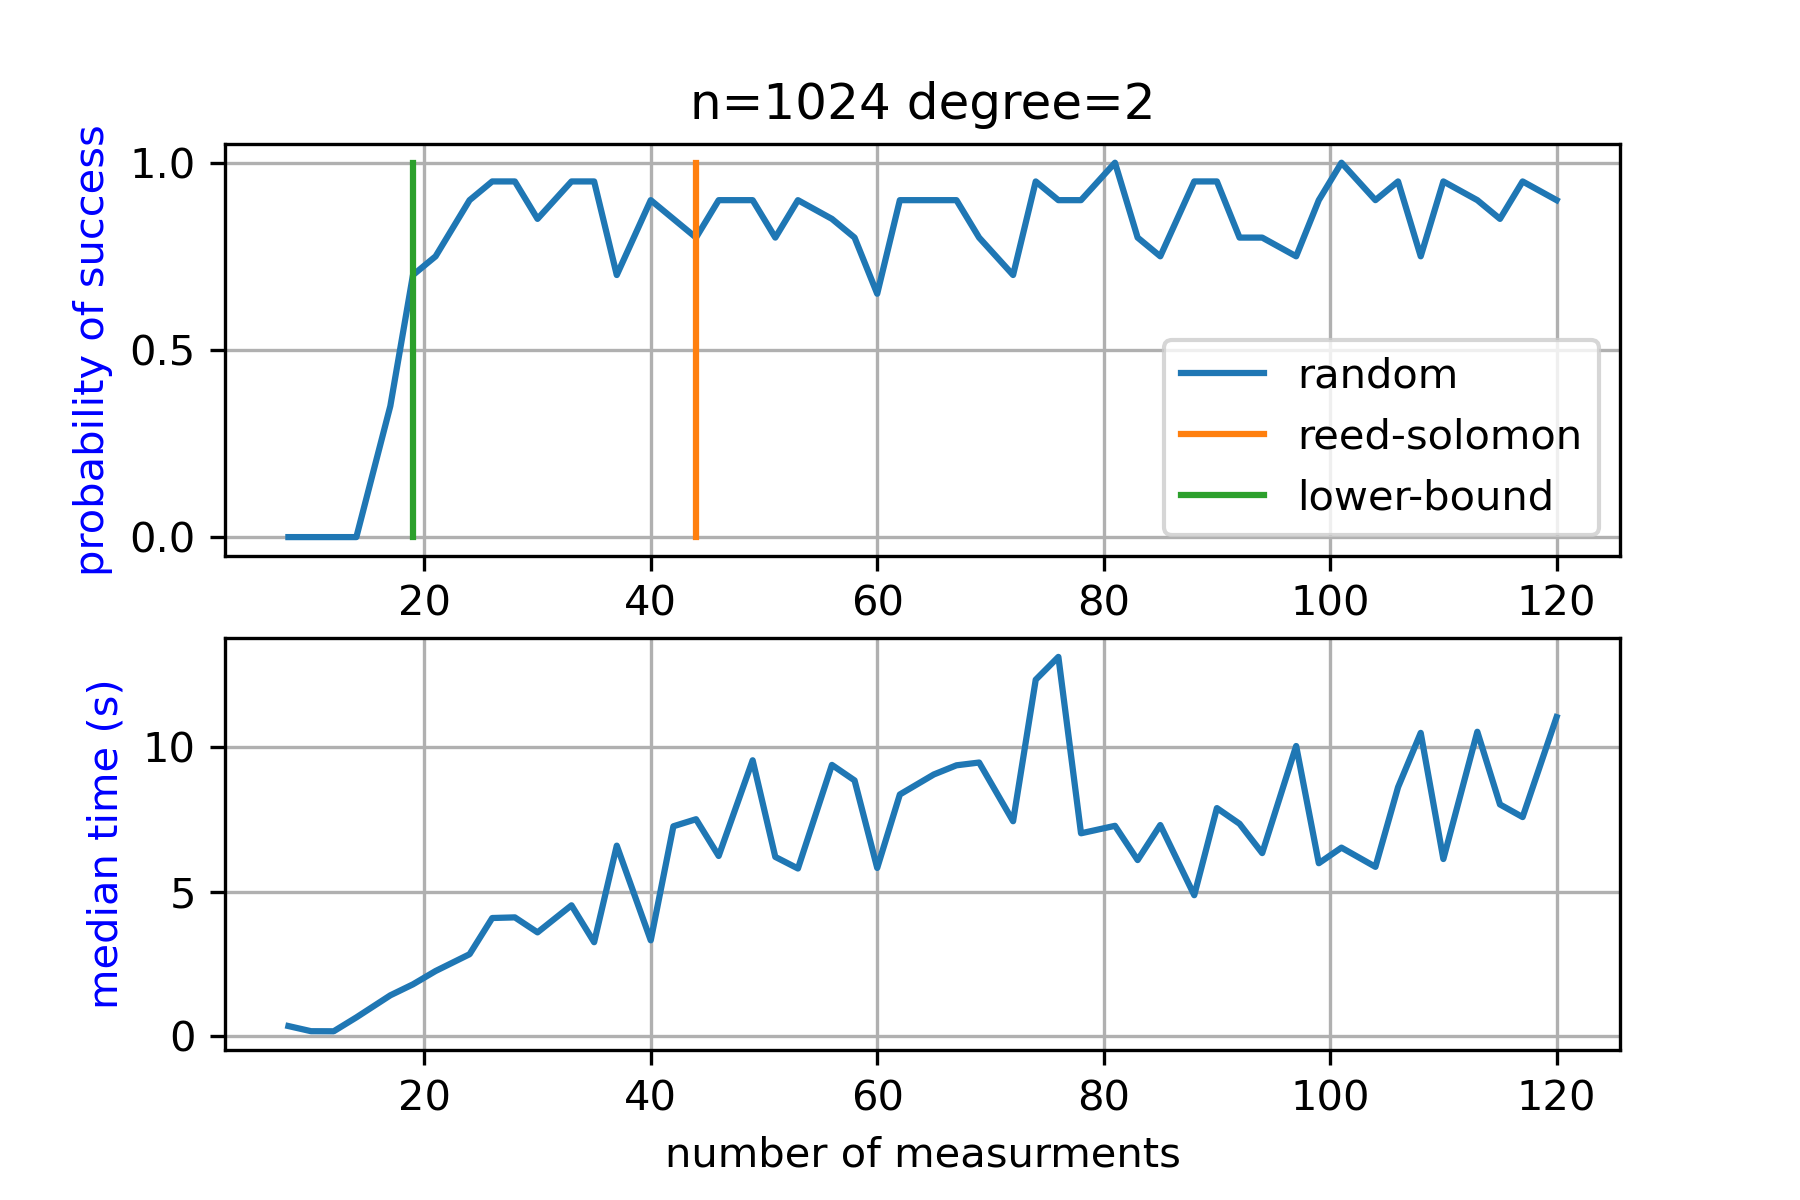 n=1024 degree=2
probability of success
1.0
0.5
0.0
random
reed-solomon
lower-bound
20 40 60 80 100 120
median time (s)
10
5
0
20 40 60 80 100 120
number of measurments